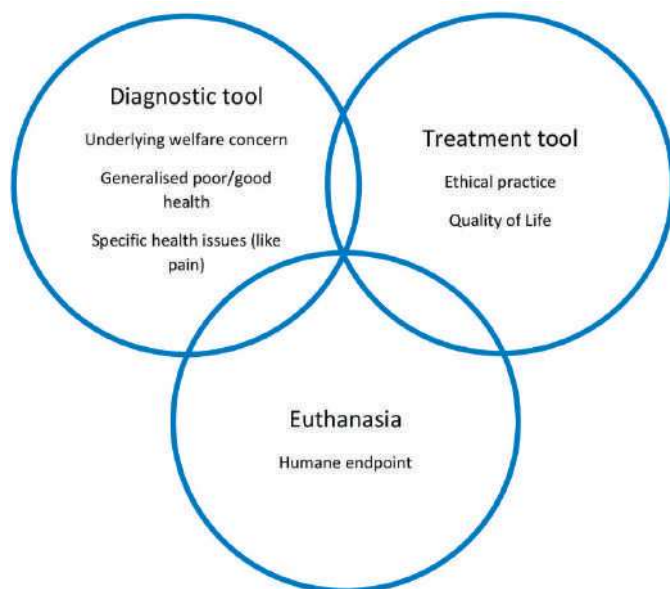 Diagnostic tool
Underlying welfare concern
Generalised poor/good
health
Specific health issues (like
pain)
Treatment tool
Ethical practice
Quality of Life
Euthanasia
Humane endpoint